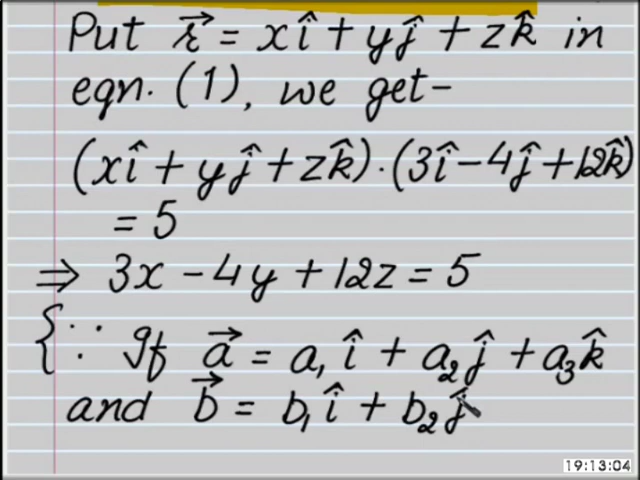 Put r⃗ = xî + yĵ + zk̂ in
eqn. (1), we get-
(xî + yĵ + zk̂).(3î - 4ĵ + 12k̂)
= 5
⇒ 3x - 4y + 12z = 5
{∵ If a⃗ = a₁î + a₂ĵ + a₃k̂
and b⃗ = b₁î + b₂ĵ
19:13:04